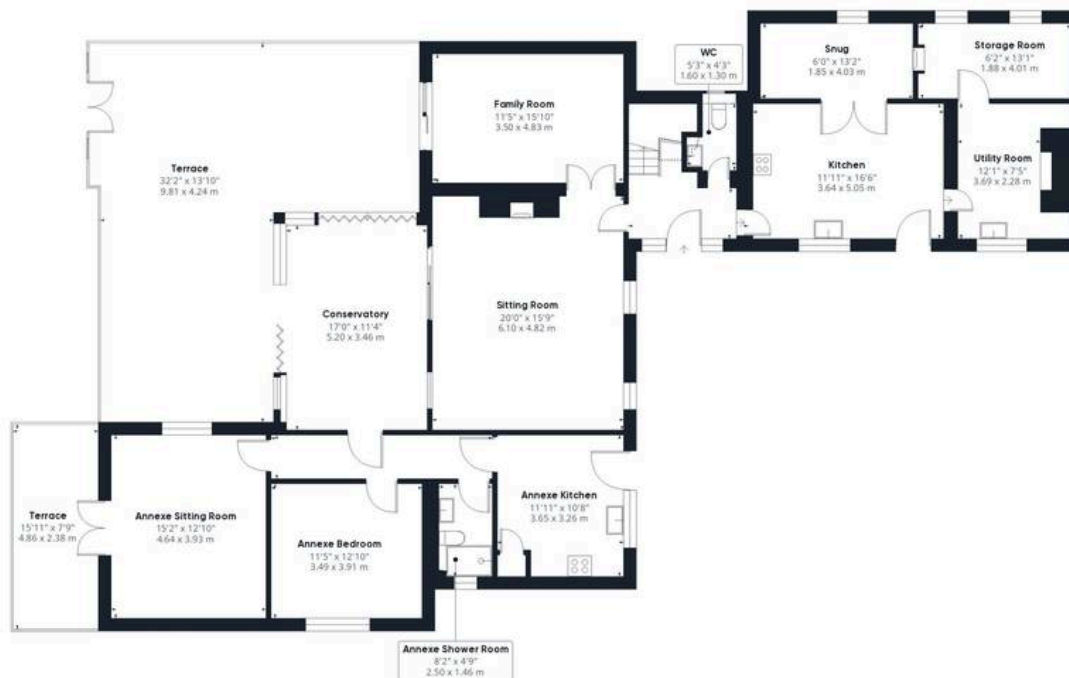 WC
5'3" x 4'3"
1.60 x 1.30 m
Snug
6'0" x 13'2"
1.85 x 4.03 m
Storage Room
6'2" x 13'1"
1.88 x 4.01 m
Family Room
11'5" x 15'10"
3.50 x 4.83 m
Terrace
32'2" x 13'10"
9.81 x 4.24 m
Kitchen
11'11" x 16'6"
3.64 x 5.05 m
Utility Room
12'1" x 7'5"
3.69 x 2.28 m
Conservatory
17'0" x 11'4"
5.20 x 3.46 m
Sitting Room
20'0" x 15'9"
6.10 x 4.82 m
Terrace
15'11" x 7'9"
4.86 x 2.38 m
Annexe Sitting Room
15'2" x 12'10"
4.64 x 3.93 m
Annexe Bedroom
11'5" x 12'10"
3.49 x 3.91 m
Annexe Kitchen
11'11" x 10'8"
3.65 x 3.26 m
Annexe Shower Room
8'2" x 4'9"
2.50 x 1.46 m